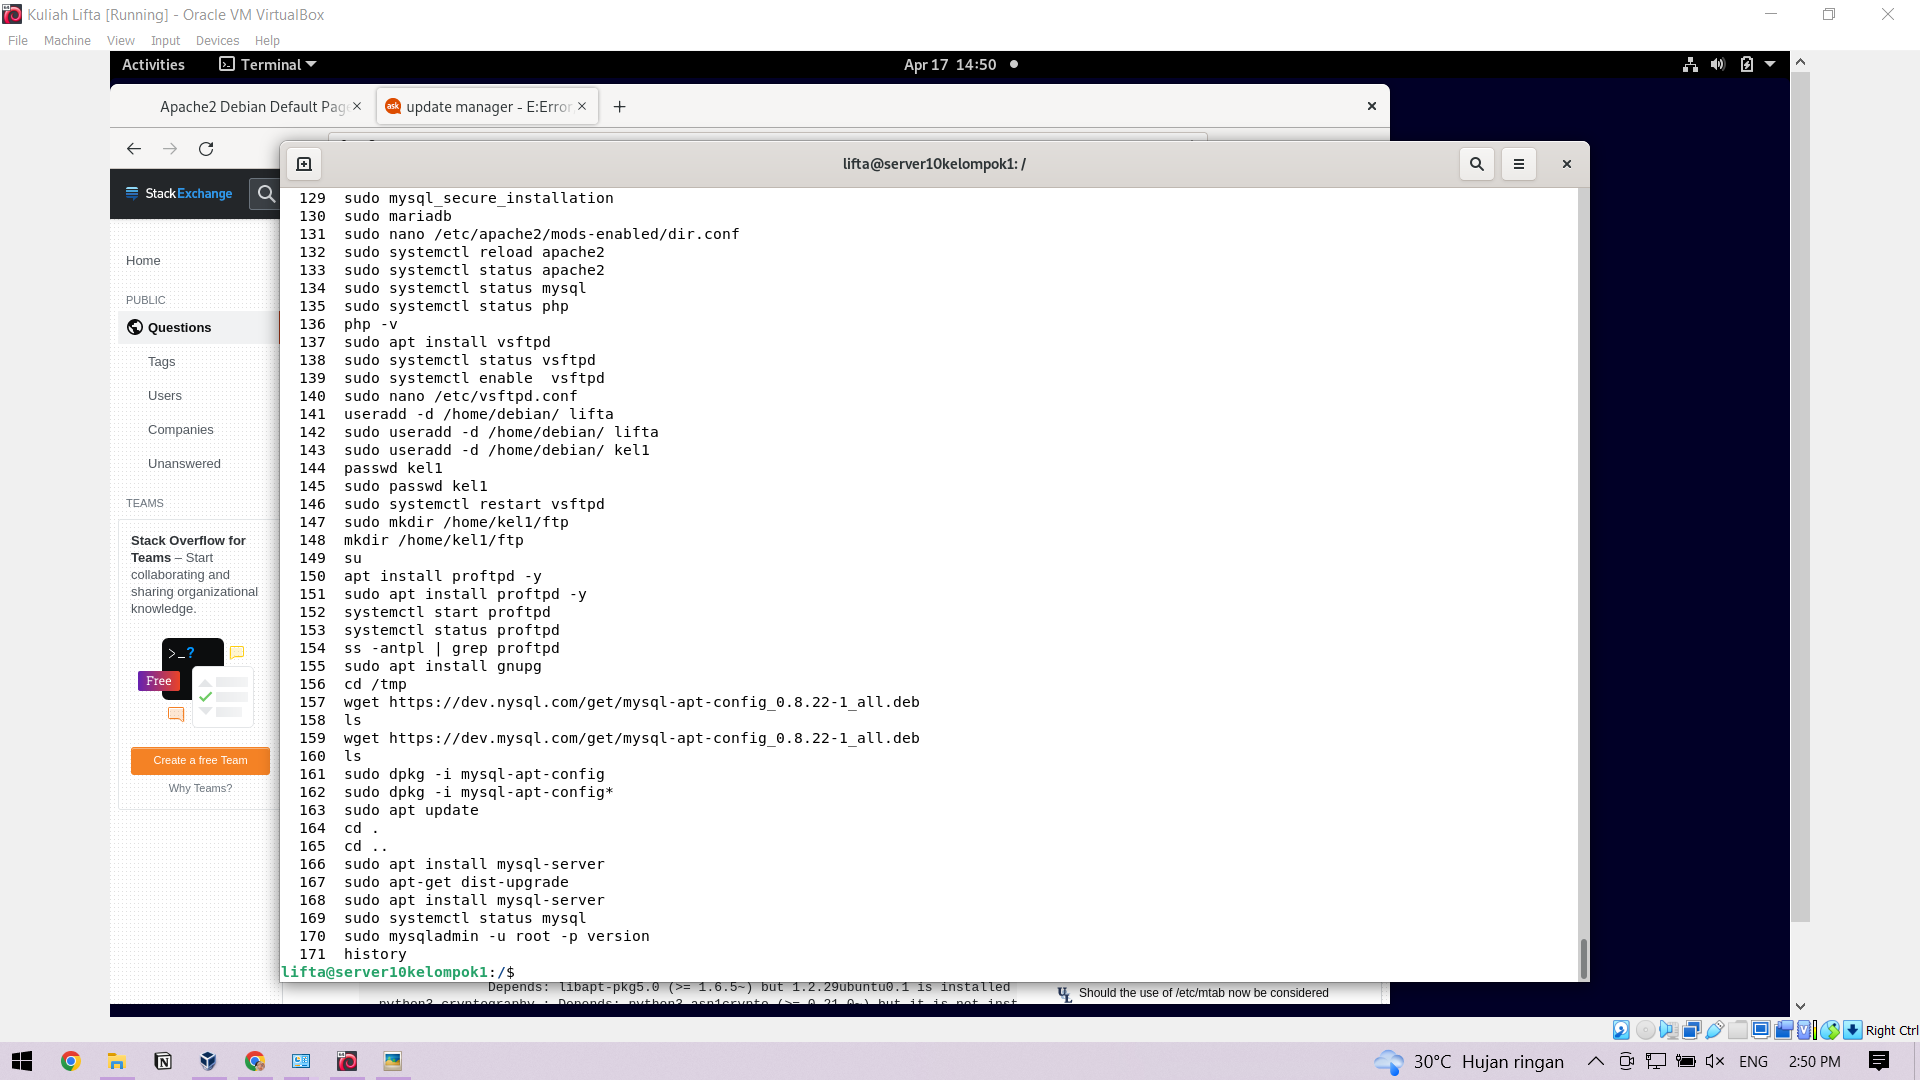 Kuliah Lifta [Running] - Oracle VM VirtualBox
File Machine View Input Devices Help
Activities Terminal Apr 17 14:50
Apache2 Debian Default Pag update manager - E:Error
lifta@server10kelompok1: /
StackExchange
Home
PUBLIC
Questions
Tags
Users
Companies
Unanswered
TEAMS
Stack Overflow for
Teams – Start
collaborating and
sharing organizational
knowledge.
>_?
Free
Create a free Team
Why Teams?
129 sudo mysql_secure_installation
130 sudo mariadb
131 sudo nano /etc/apache2/mods-enabled/dir.conf
132 sudo systemctl reload apache2
133 sudo systemctl status apache2
134 sudo systemctl status mysql
135 sudo systemctl status php
136 php -v
137 sudo apt install vsftpd
138 sudo systemctl status vsftpd
139 sudo systemctl enable  vsftpd
140 sudo nano /etc/vsftpd.conf
141 useradd -d /home/debian/ lifta
142 sudo useradd -d /home/debian/ lifta
143 sudo useradd -d /home/debian/ kel1
144 passwd kel1
145 sudo passwd kel1
146 sudo systemctl restart vsftpd
147 sudo mkdir /home/kel1/ftp
148 mkdir /home/kel1/ftp
149 su
150 apt install proftpd -y
151 sudo apt install proftpd -y
152 systemctl start proftpd
153 systemctl status proftpd
154 ss -antpl | grep proftpd
155 sudo apt install gnupg
156 cd /tmp
157 wget https://dev.nysql.com/get/mysql-apt-config_0.8.22-1_all.deb
158 ls
159 wget https://dev.mysql.com/get/mysql-apt-config_0.8.22-1_all.deb
160 ls
161 sudo dpkg -i mysql-apt-config
162 sudo dpkg -i mysql-apt-config*
163 sudo apt update
164 cd .
165 cd ..
166 sudo apt install mysql-server
167 sudo apt-get dist-upgrade
168 sudo apt install mysql-server
169 sudo systemctl status mysql
170 sudo mysqladmin -u root -p version
171 history
lifta@server10kelompok1:/$
Depends: libapt-pkg5.0 (>= 1.6.5~) but 1.2.29ubuntu0.1 is installed
Should the use of /etc/mtab now be considered
Right Ctrl
30°C Hujan ringan ENG 2:50 PM